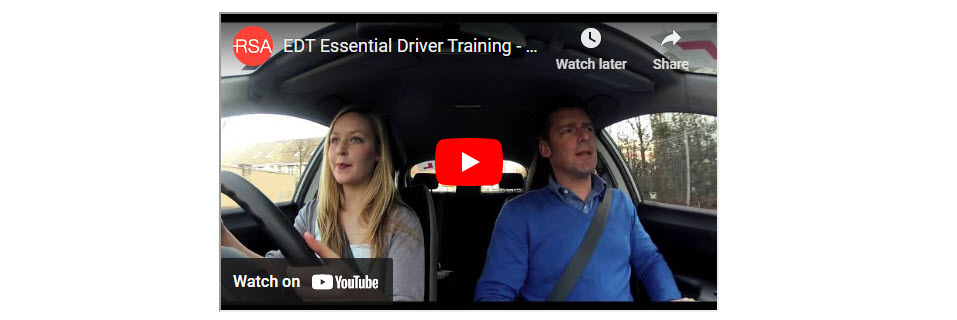 RSA EDT Essential Driver Training - ...
Watch later Share
Watch on YouTube